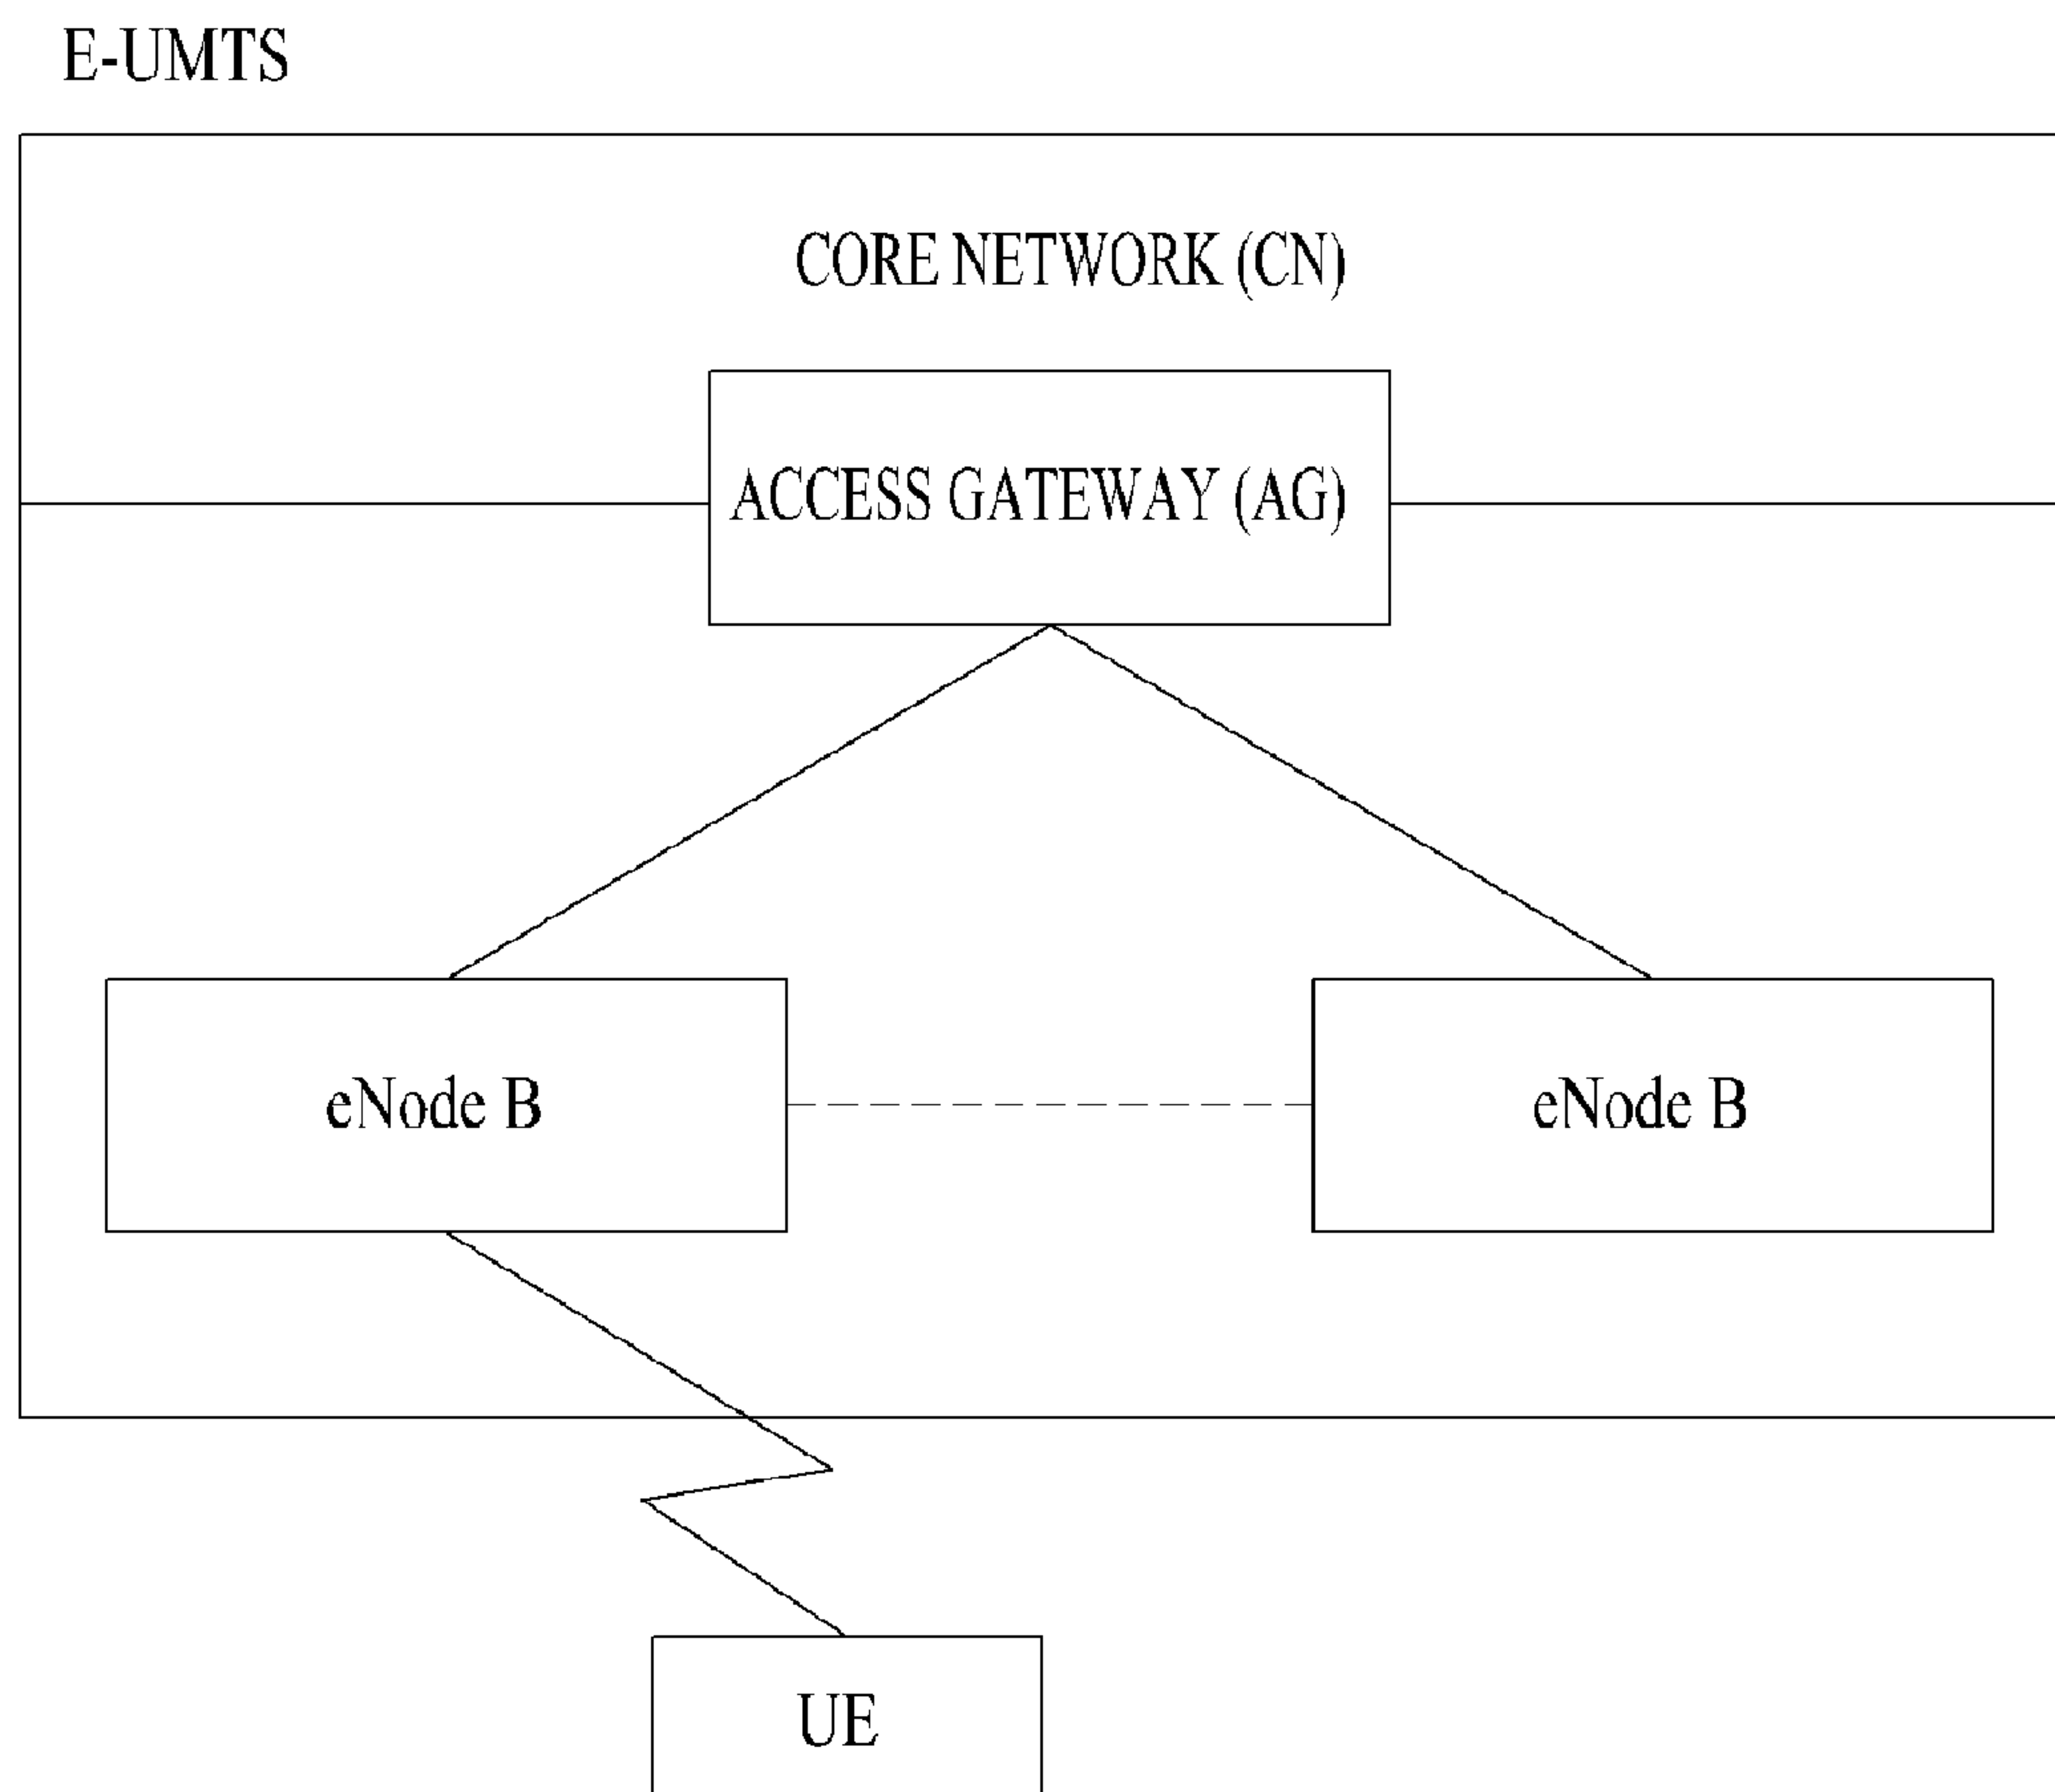 E-UMTS
CORE NETWORK (CN)
ACCESS GATEWAY (AG)
eNode B
eNode B
UE